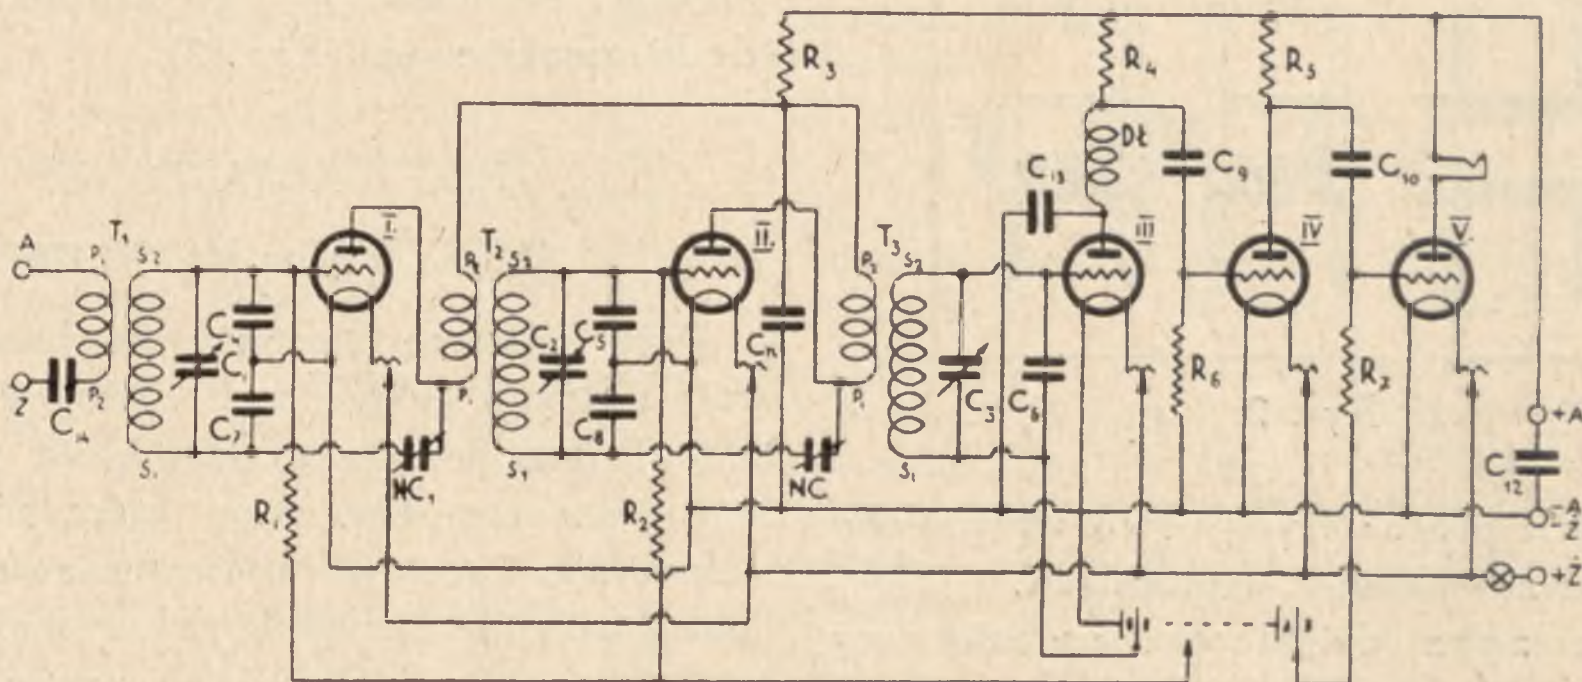 R₃
R₄
R₅
Dł
C₉
C₁₀
C₁₃
A
T₁
P₁
S₂
I
T₂
P₂
S₂
II
T₃
P₂
S₂
III
IV
V
C₁
C₂
C₅
Z
C₁₄
P₂
S₁
C₇
P₁
S₁
C₈
P₁
S₁
C₃
C₆
R₆
R₇
NC₁
NC
R₁
R₂
+A
C₁₂
-A
Z
+Z